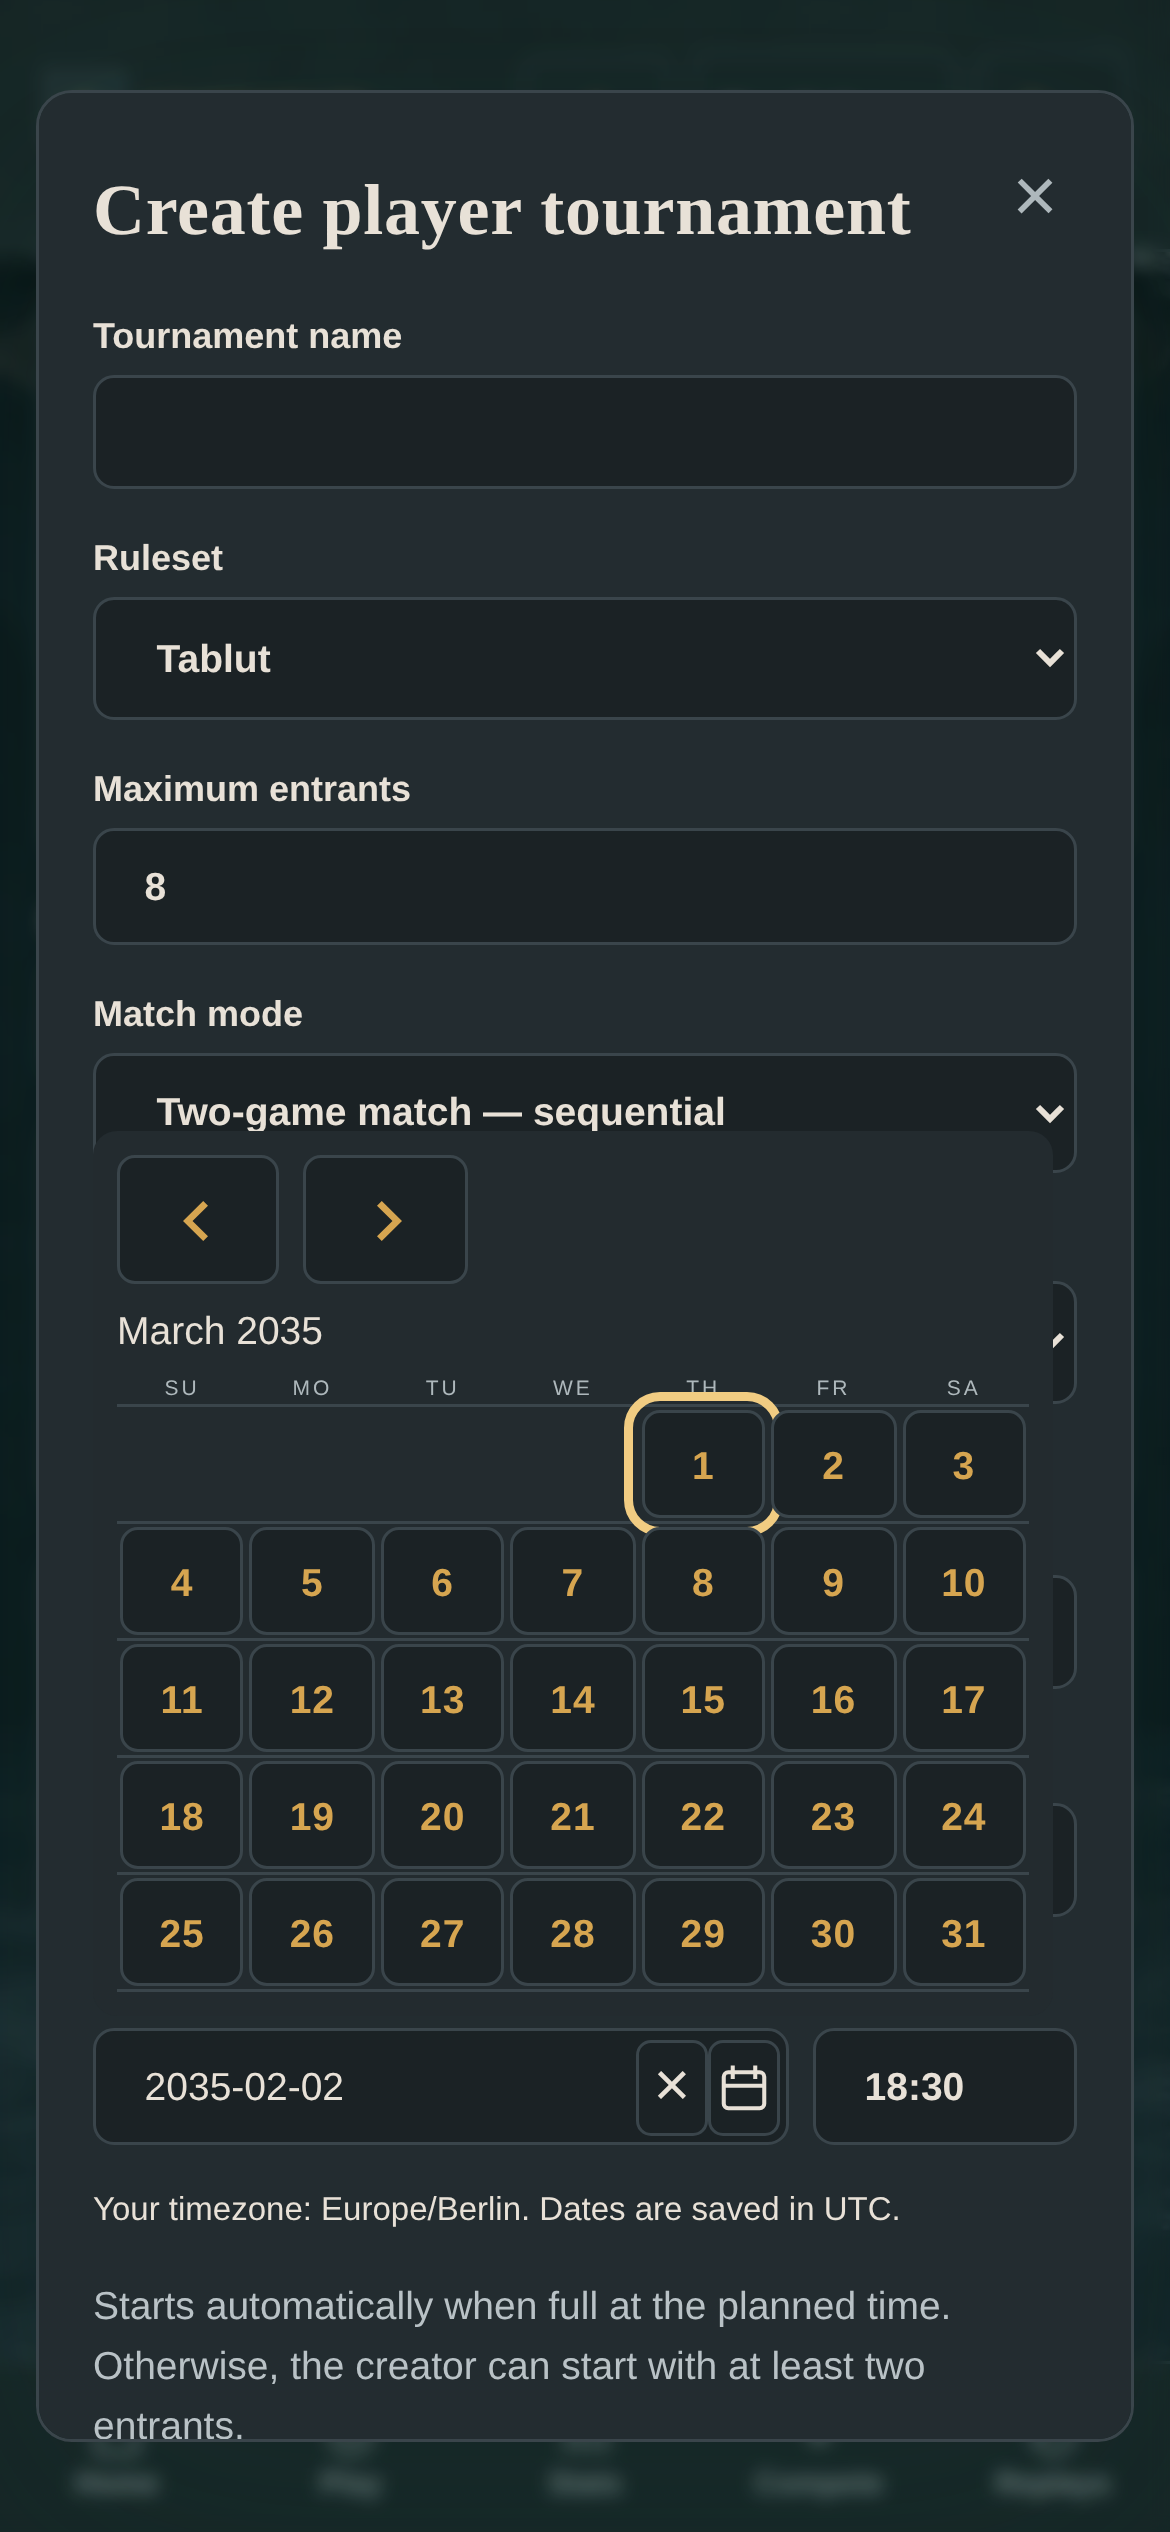 Create player tournament
Tournament name
Ruleset
Tablut
Maximum entrants
8
Match mode
Two-game match — sequential
March 2035
SU MO TU WE TH FR SA
1 2 3
4 5 6 7 8 9 10
11 12 13 14 15 16 17
18 19 20 21 22 23 24
25 26 27 28 29 30 31
2035-02-02 18:30
Your timezone: Europe/Berlin. Dates are saved in UTC.
Starts automatically when full at the planned time.
Otherwise, the creator can start with at least two
entrants.
Play
Compete
Replays